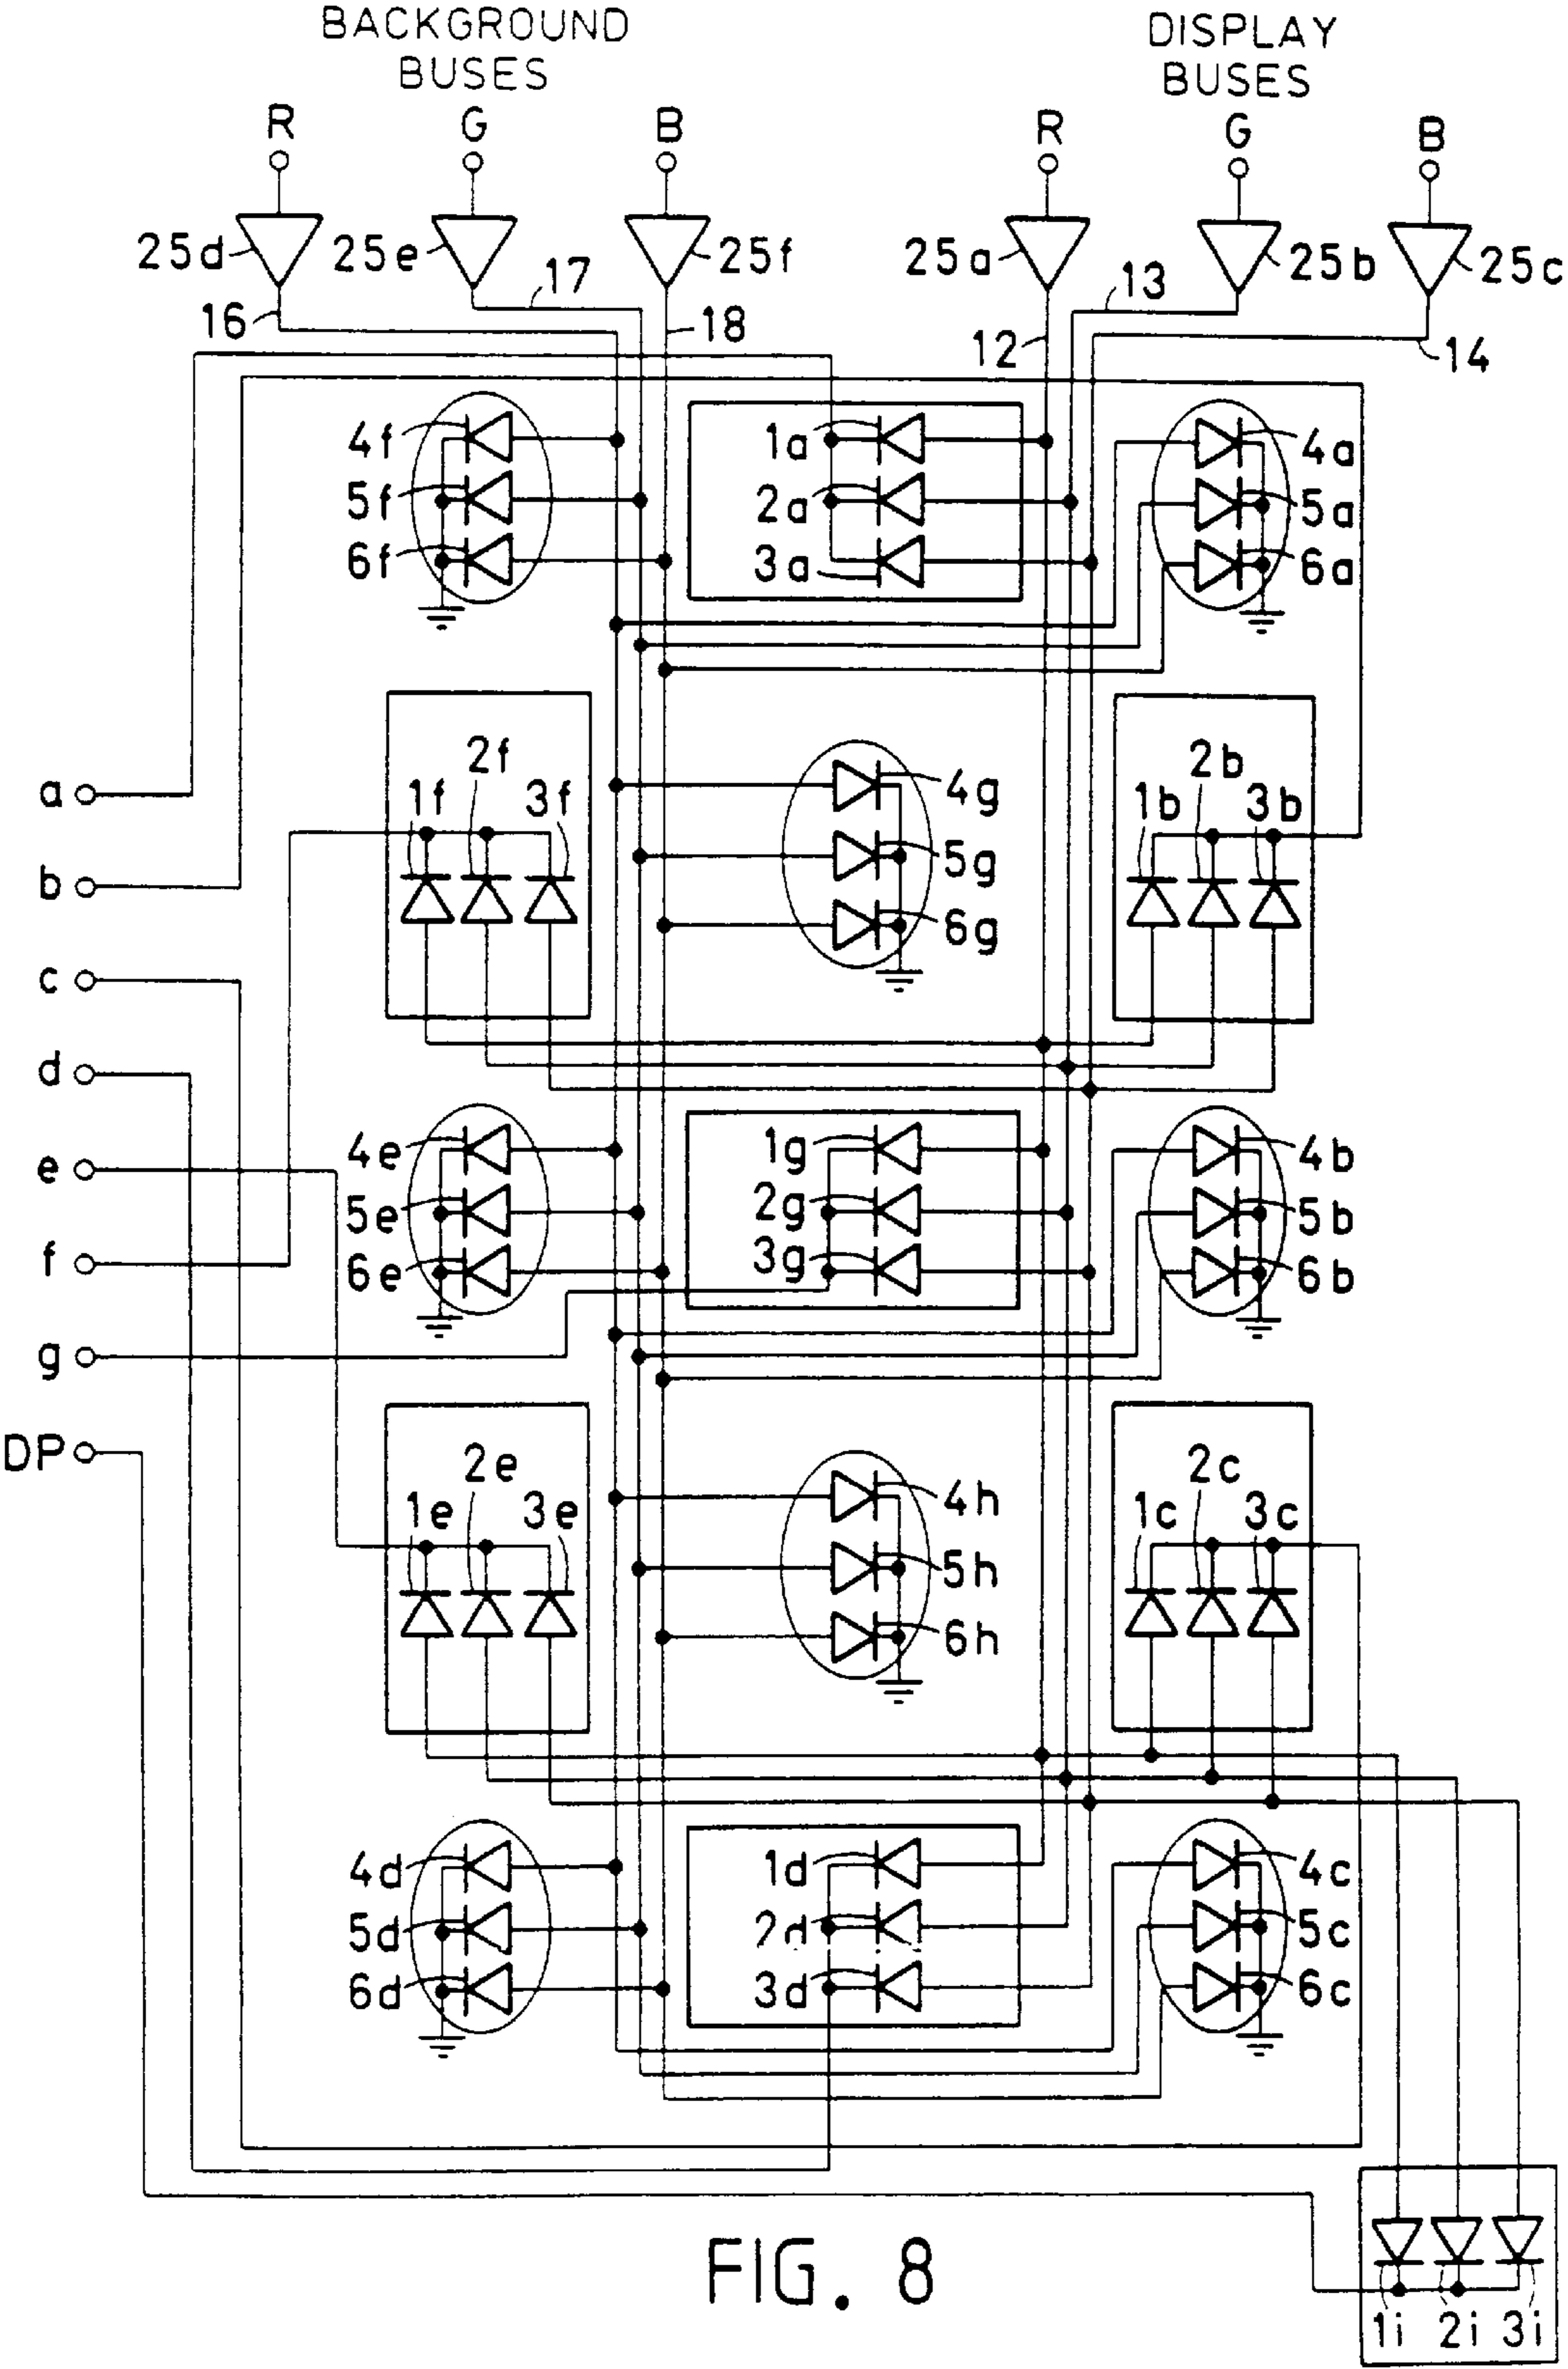 BACKGROUND
BUSES
DISPLAY
BUSES
R
G
B
R
G
B
25d
25e
25f
25a
25b
25c
16
17
18
12
13
14
4f
5f
6f
1a
2a
3a
4a
5a
6a
a
b
c
d
e
f
g
DP
1f
2f
3f
4g
5g
6g
1b
2b
3b
4e
5e
6e
1g
2g
3g
4b
5b
6b
1e
2e
3e
4h
5h
6h
1c
2c
3c
4d
5d
6d
1d
2d
3d
4c
5c
6c
1i
2i
3i
FIG. 8